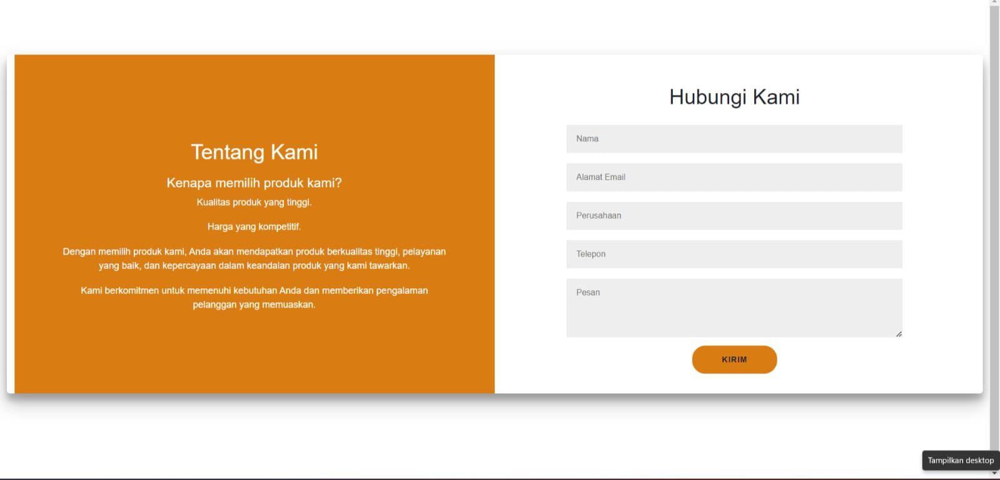 Tentang Kami
Kenapa memilih produk kami?
Kualitas produk yang tinggi.
Harga yang kompetitif.
Dengan memilih produk kami, Anda akan mendapatkan produk berkualitas tinggi, pelayanan
yang baik, dan kepercayaan dalam keandalan produk yang kami tawarkan.
Kami berkomitmen untuk memenuhi kebutuhan Anda dan memberikan pengalaman
pelanggan yang memuaskan.
Hubungi Kami
Nama
Alamat Email
Perusahaan
Telepon
Pesan
KIRIM
Tampilkan desktop